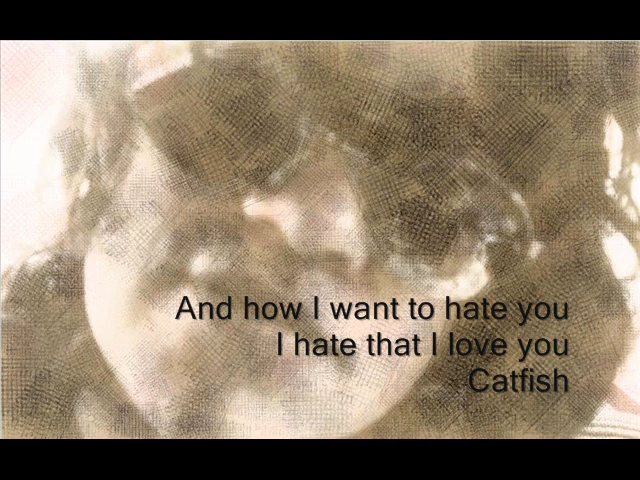 And how I want to hate you
I hate that I love you
Catfish